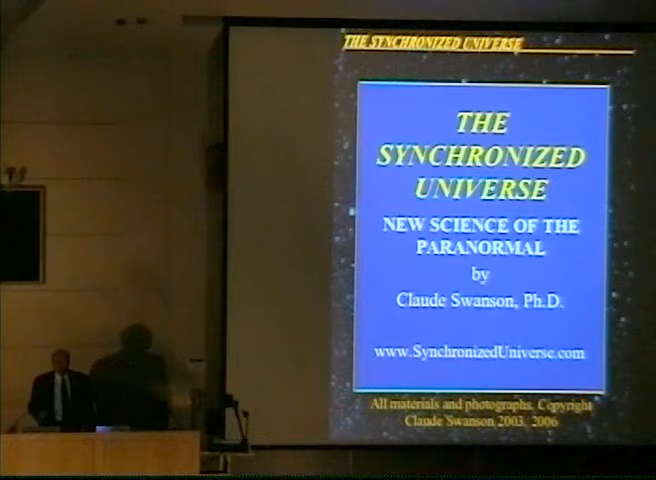 THE SYNCHRONIZED UNIVERSE
THE
SYNCHRONIZED
UNIVERSE
NEW SCIENCE OF THE
PARANORMAL
by
Claude Swanson, Ph.D.
www.SynchronizedUniverse.com
All materials and photographs, Copyright
Claude Swanson 2003, 2006